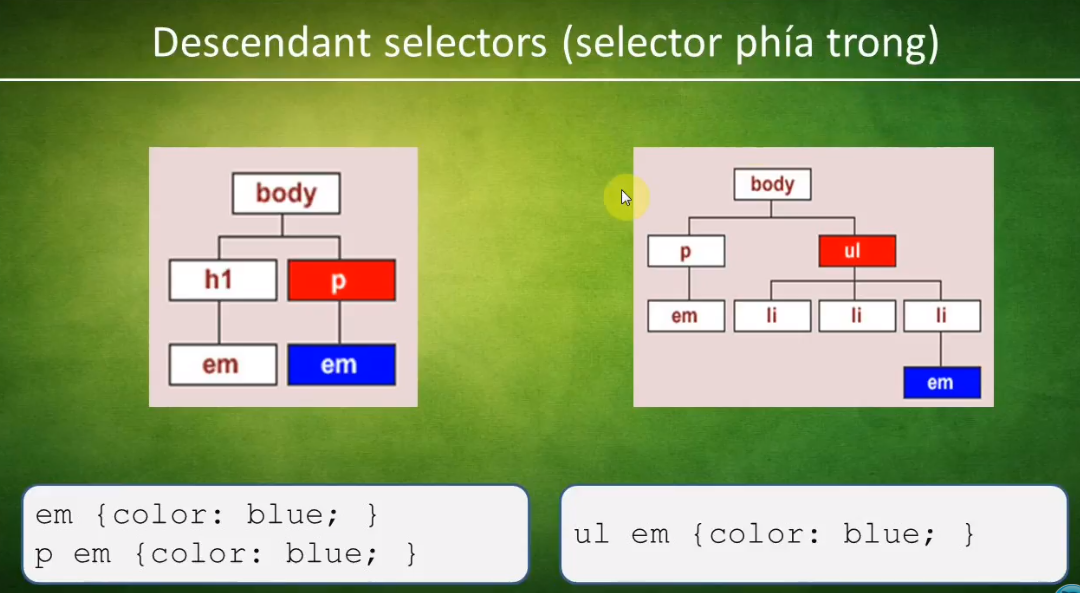 Descendant selectors (selector phía trong)
body
h1 p
em em
body
p ul
em li li li
em
em {color: blue; }
p em {color: blue; }
ul em {color: blue; }